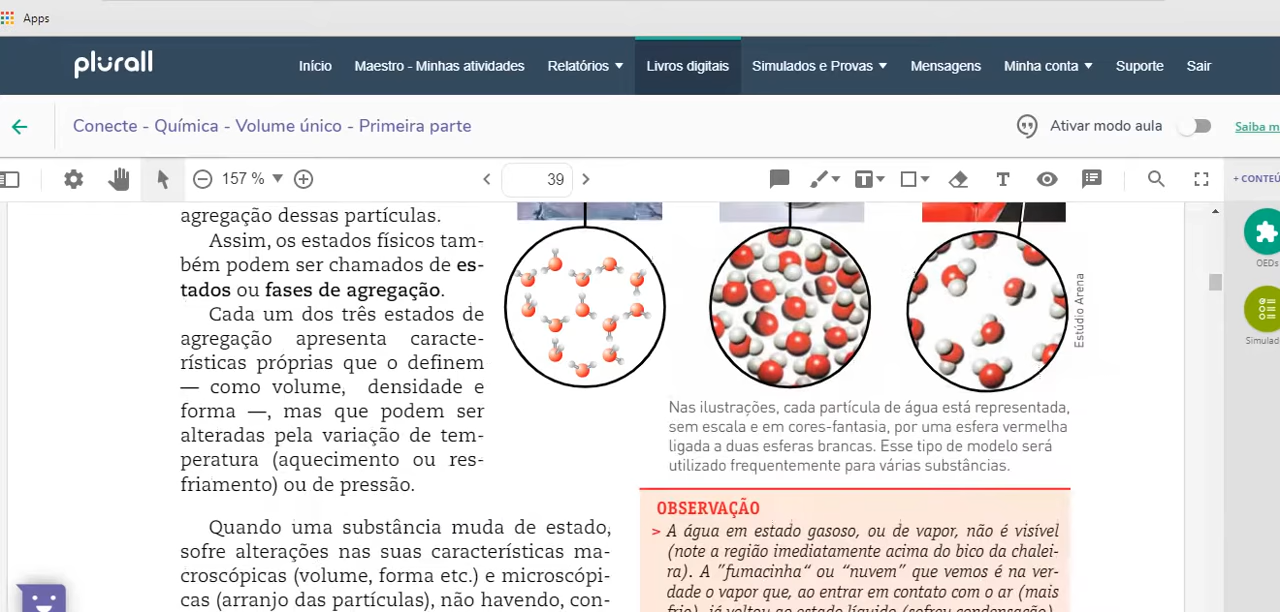 Apps
plurall
Início Maestro - Minhas atividades Relatórios Livros digitais Simulados e Provas Mensagens Minha conta Suporte Sair
Conecte - Química - Volume único - Primeira parte
Ativar modo aula
Saiba m
157 %
39
+ CONTEÚ
OEDs
Simulad
agregação dessas partículas.
Assim, os estados físicos tam-
bém podem ser chamados de es-
tados ou fases de agregação.
Cada um dos três estados de
agregação apresenta caracte-
rísticas próprias que o definem
— como volume, densidade e
forma —, mas que podem ser
alteradas pela variação de tem-
peratura (aquecimento ou res-
friamento) ou de pressão.
Quando uma substância muda de estado,
sofre alterações nas suas características ma-
croscópicas (volume, forma etc.) e microscópi-
cas (arranjo das partículas), não havendo, con-
Estúdio Arena
Nas ilustrações, cada partícula de água está representada,
sem escala e em cores-fantasia, por uma esfera vermelha
ligada a duas esferas brancas. Esse tipo de modelo será
utilizado frequentemente para várias substâncias.
OBSERVAÇÃO
> A água em estado gasoso, ou de vapor, não é visível
(note a região imediatamente acima do bico da chalei-
ra). A "fumacinha" ou "nuvem" que vemos é na ver-
dade o vapor que, ao entrar em contato com o ar (mais
frio), já voltou ao estado líquido (sofreu condensação).